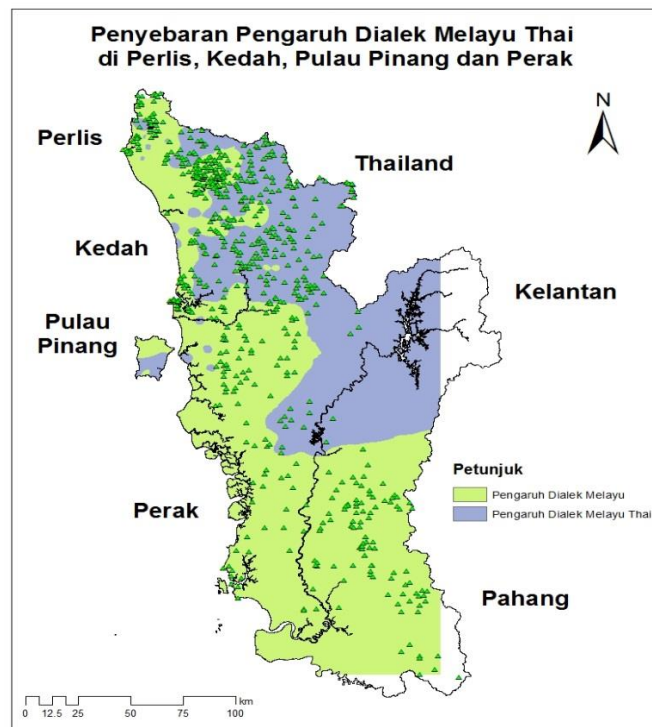 Penyebaran Pengaruh Dialek Melayu Thai
di Perlis, Kedah, Pulau Pinang dan Perak
N
Perlis
Thailand
Kedah
Kelantan
Pulau
Pinang
Petunjuk
Pengaruh Dialek Melayu
Pengaruh Dialek Melayu Thai
Perak
Pahang
km
0 12.5 25 50 75 100